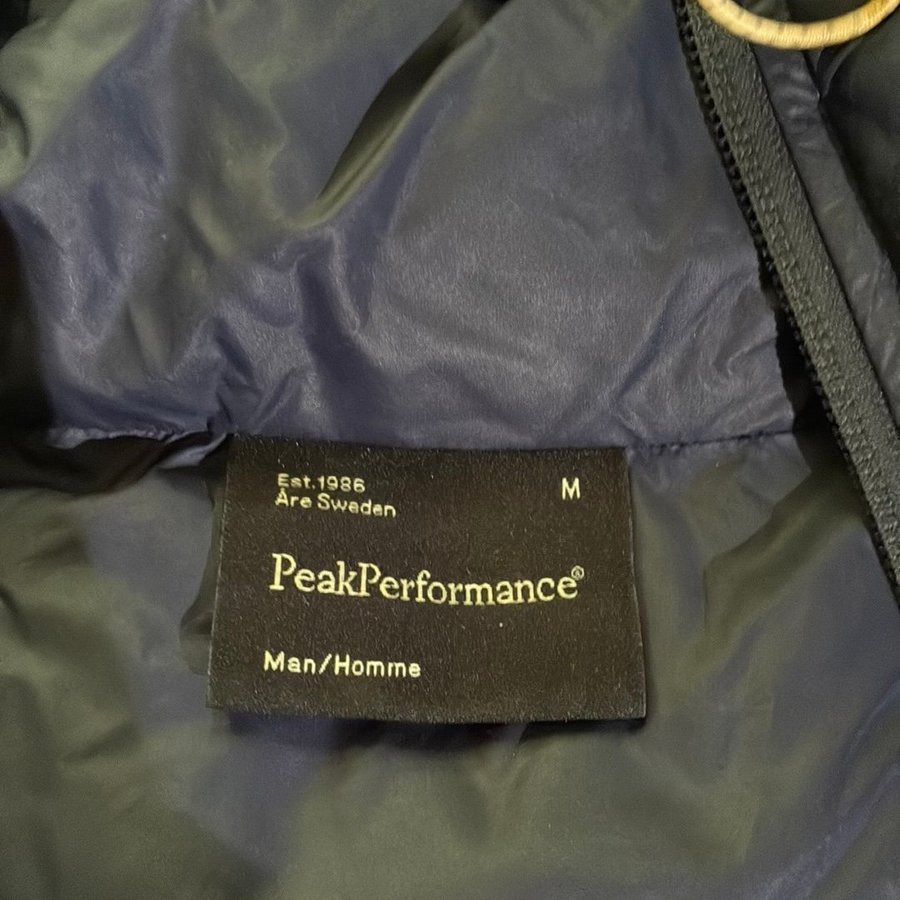 Est.1986
Åre Sweden
M
PeakPerformance®
Man/Homme